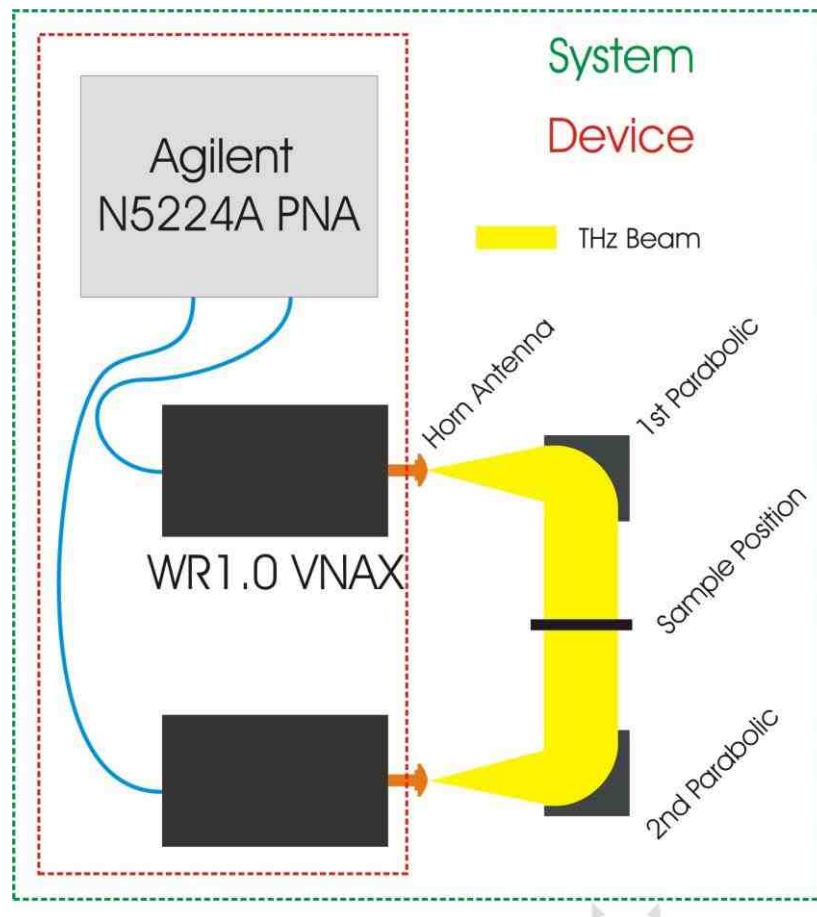 System
Device
Agilent
N5224A PNA
THz Beam
Horn Antenna
1st Parabolic
WR1.0 VNAX
Sample Position
2nd Parabolic